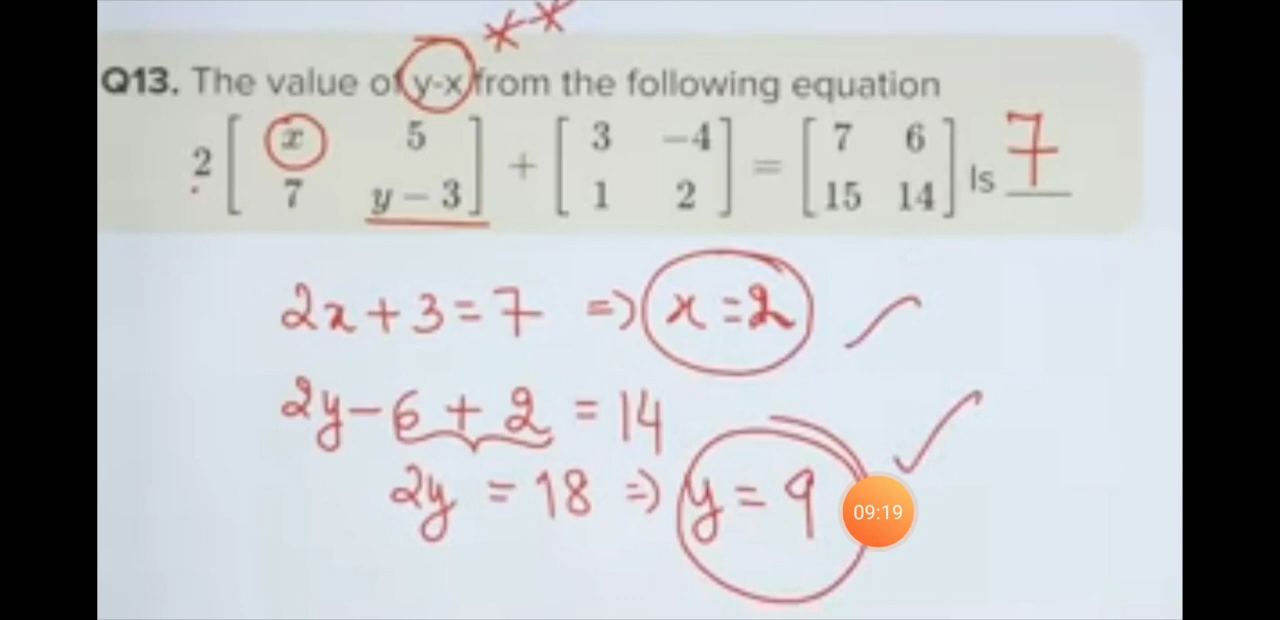 Q13. The value of y-x from the following equation
2 [ x 5 ; 7 y − 3 ] + [ 3 −4 ; 1 2 ] = [ 7 6 ; 15 14 ] Is 7
2x + 3 = 7 => x = 2
2y − 6 + 2 = 14
2y = 18 => y = 9
09:19